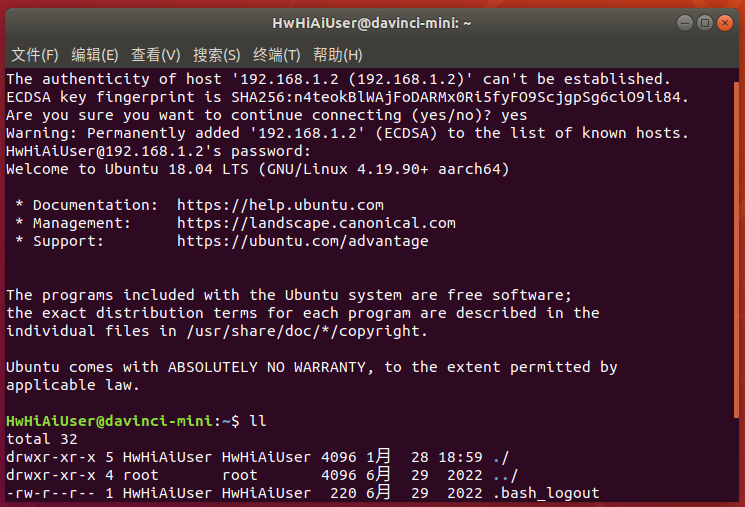 HwHiAiUser@davinci-mini: ~
文件(F) 编辑(E) 查看(V) 搜索(S) 终端(T) 帮助(H)
The authenticity of host '192.168.1.2 (192.168.1.2)' can't be established.
ECDSA key fingerprint is SHA256:n4teokBlWAjFoDARMx0Ri5fyFO9ScjgpSg6ciO9li84.
Are you sure you want to continue connecting (yes/no)? yes
Warning: Permanently added '192.168.1.2' (ECDSA) to the list of known hosts.
HwHiAiUser@192.168.1.2's password:
Welcome to Ubuntu 18.04 LTS (GNU/Linux 4.19.90+ aarch64)
* Documentation:  https://help.ubuntu.com
* Management:     https://landscape.canonical.com
* Support:        https://ubuntu.com/advantage
The programs included with the Ubuntu system are free software;
the exact distribution terms for each program are described in the
individual files in /usr/share/doc/*/copyright.
Ubuntu comes with ABSOLUTELY NO WARRANTY, to the extent permitted by
applicable law.
HwHiAiUser@davinci-mini:~$ ll
total 32
drwxr-xr-x 5 HwHiAiUser HwHiAiUser 4096 1月  28 18:59 ./
drwxr-xr-x 4 root       root       4096 6月  29  2022 ../
-rw-r--r-- 1 HwHiAiUser HwHiAiUser  220 6月  29  2022 .bash_logout